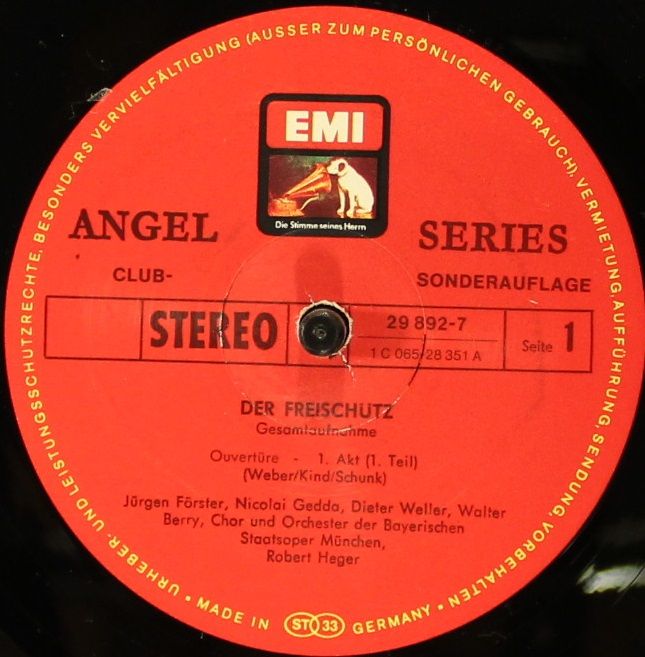 URHEBER- UND LEISTUNGSSCHUTZRECHTE, BESONDERS VERVIELFÄLTIGUNG (AUSSER ZUM PERSÖNLICHEN GEBRAUCH), VERMIETUNG, AUFFÜHRUNG, SENDUNG, VORBEHALTEN •
EMI
Die Stimme seines Herrn
ANGEL SERIES
CLUB- SONDERAUFLAGE
STEREO
29 892-7
1 C 065-28 351 A
Seite 1
DER FREISCHUTZ
Gesamtaufnahme
Ouvertüre - 1. Akt (1. Teil)
(Weber/Kind/Schunk)
Jürgen Förster, Nicolai Gedda, Dieter Weller, Walter
Berry, Chor und Orchester der Bayerischen
Staatsoper München,
Robert Heger
• MADE IN ST 33 GERMANY •